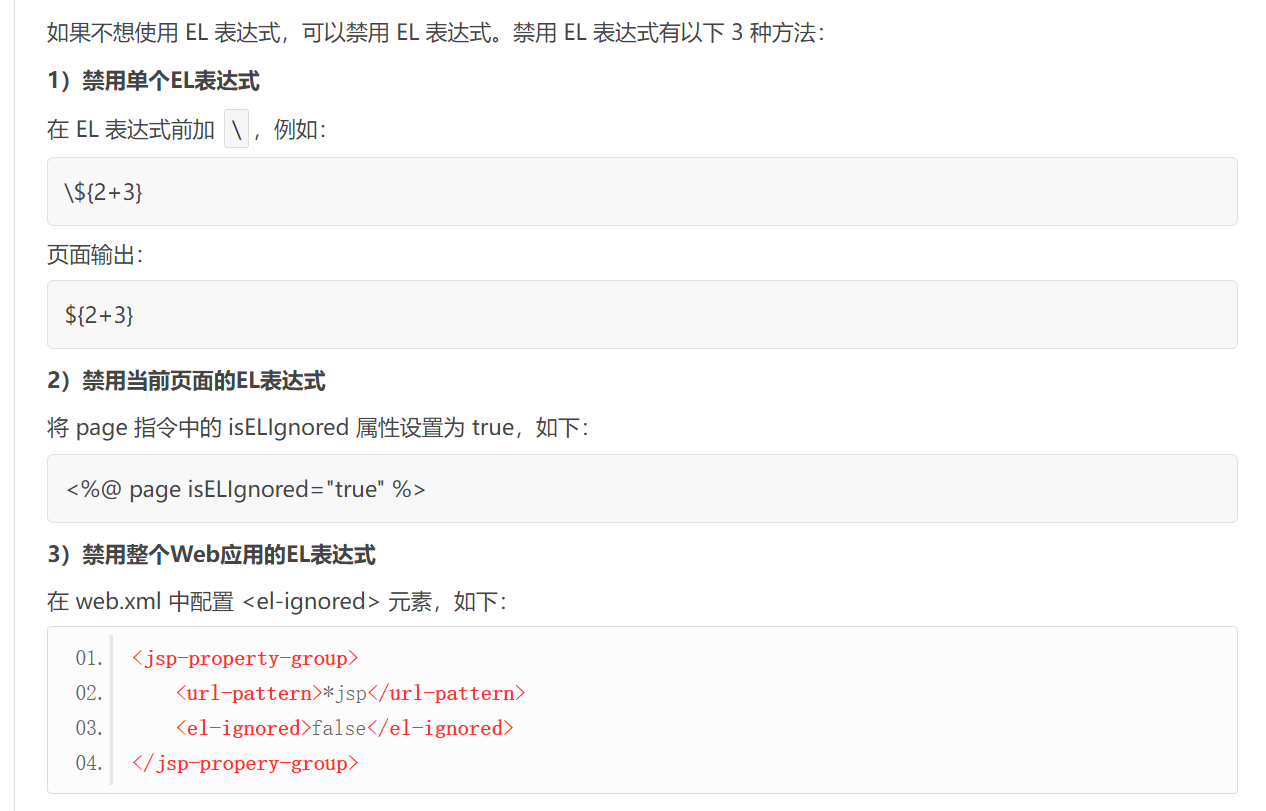 如果不想使用 EL 表达式，可以禁用 EL 表达式。禁用 EL 表达式有以下 3 种方法：
1）禁用单个EL表达式
在 EL 表达式前加 \ ，例如：
\${2+3}
页面输出：
${2+3}
2）禁用当前页面的EL表达式
将 page 指令中的 isELIgnored 属性设置为 true，如下：
<%@ page isELIgnored="true" %>
3）禁用整个Web应用的EL表达式
在 web.xml 中配置 <el-ignored> 元素，如下：
01. <jsp-property-group>
02. <url-pattern>*jsp</url-pattern>
03. <el-ignored>false</el-ignored>
04. </jsp-propery-group>